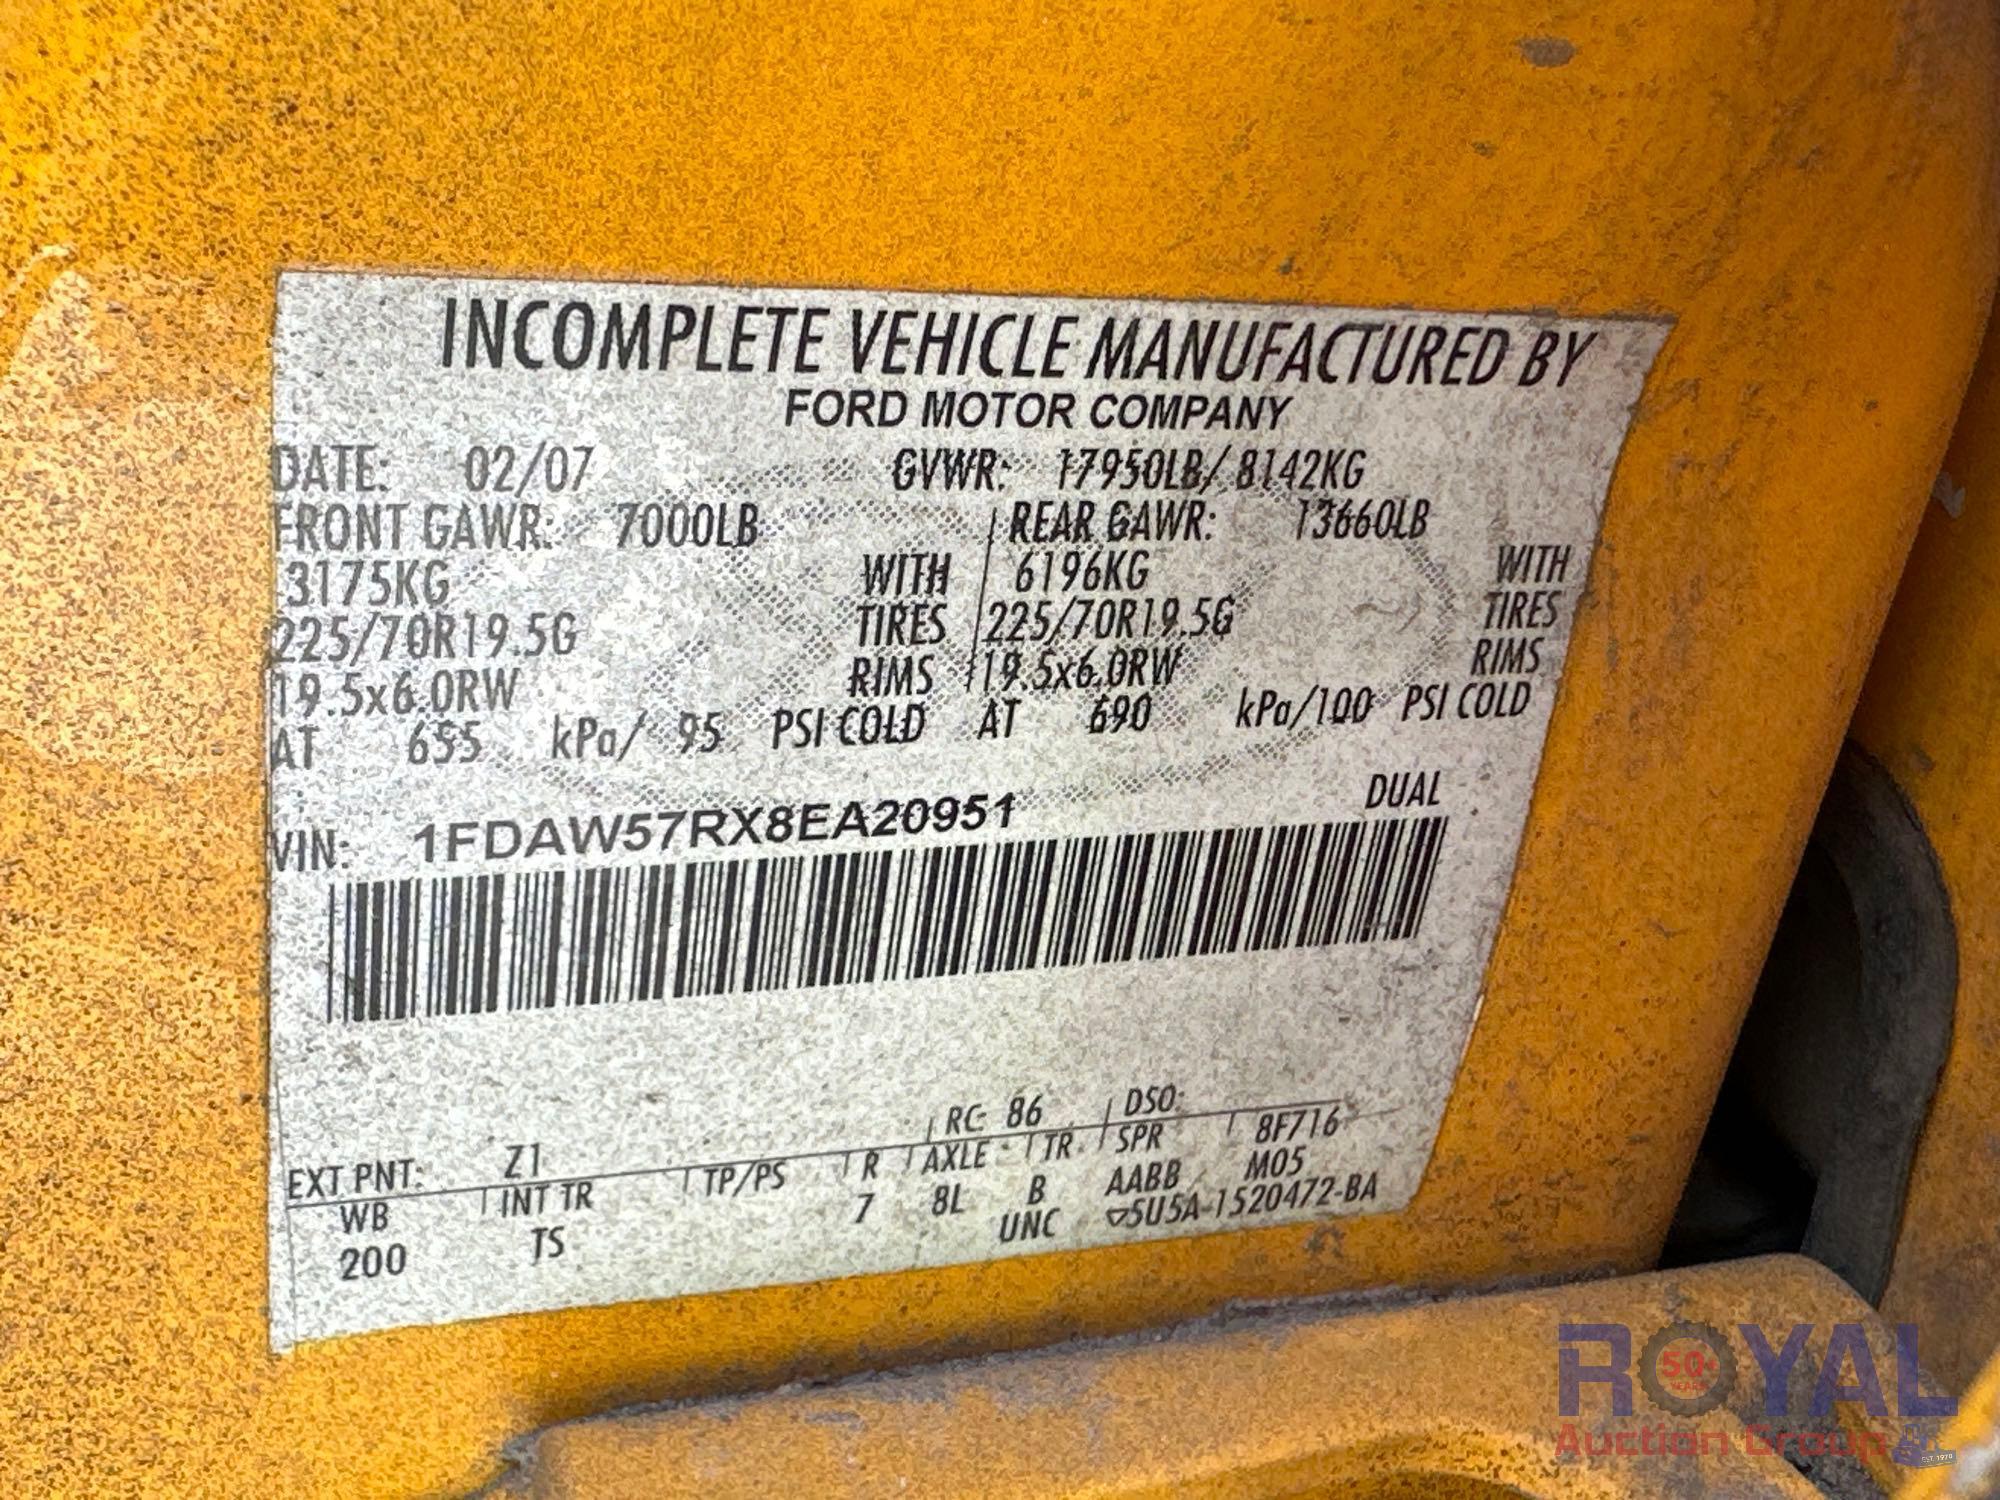 INCOMPLETE VEHICLE MANUFACTURED BY
FORD MOTOR COMPANY
DATE: 02/07 GVWR: 17950LB/ 8142KG
FRONT GAWR: 7000LB REAR GAWR: 13660LB
3175KG WITH 6196KG WITH
225/70R19.5G TIRES 225/70R19.5G TIRES
19.5x6.0RW RIMS 19.5x6.0RW RIMS
AT 655 kPa/ 95 PSI COLD AT 690 kPa/100 PSI COLD
DUAL
VIN: 1FDAW57RX8EA20951
EXT PNT: Z1 RC: 86 DSO:
WB INT TR TP/PS R AXLE TR SPR 8F716
200 TS 7 8L B AABB M05
UNC 5U5A-1520472-BA
ROYAL
50+
YEARS
Auction Group
EST. 1970